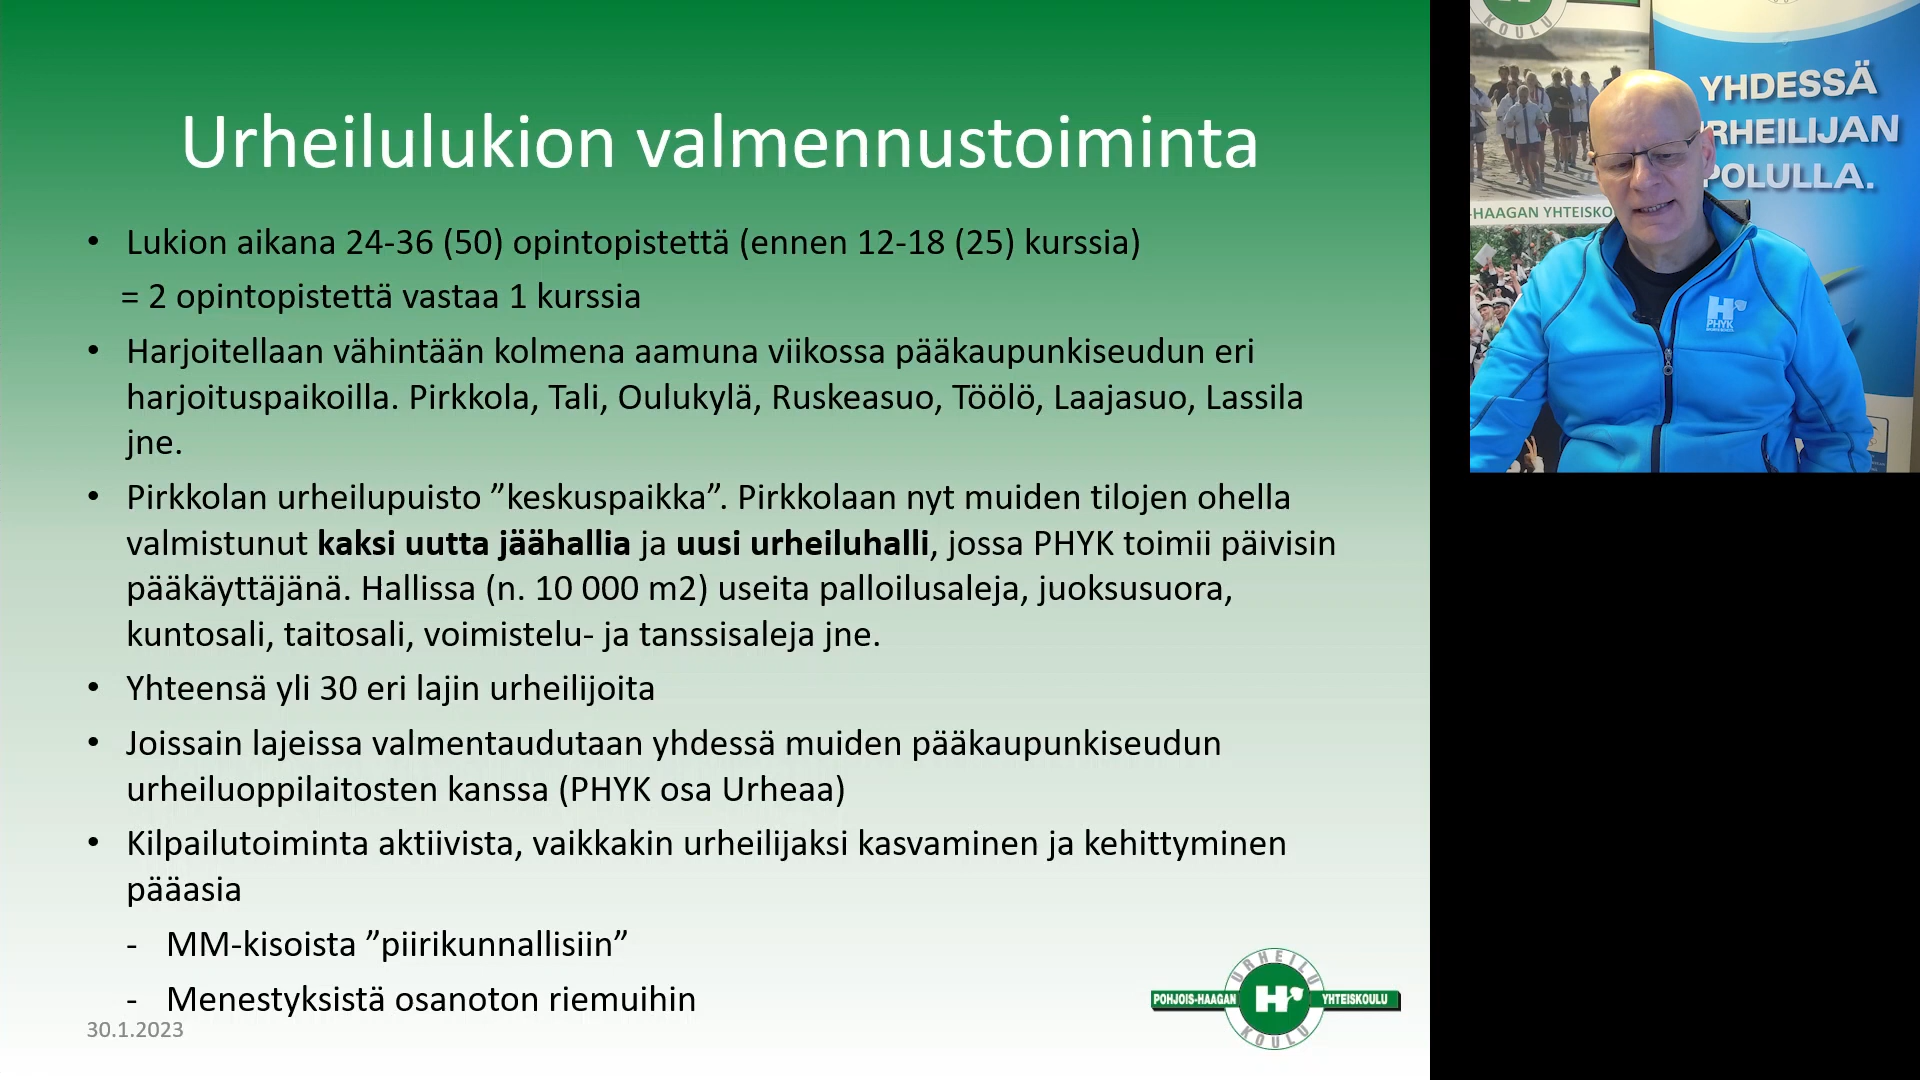 Urheilulukion valmennustoiminta
• Lukion aikana 24-36 (50) opintopistettä (ennen 12-18 (25) kurssia)
= 2 opintopistettä vastaa 1 kurssia
• Harjoitellaan vähintään kolmena aamuna viikossa pääkaupunkiseudun eri
harjoituspaikoilla. Pirkkola, Tali, Oulukylä, Ruskeasuo, Töölö, Laajasuo, Lassila
jne.
• Pirkkolan urheilupuisto ”keskuspaikka”. Pirkkolaan nyt muiden tilojen ohella
valmistunut kaksi uutta jäähallia ja uusi urheiluhalli, jossa PHYK toimii päivisin
pääkäyttäjänä. Hallissa (n. 10 000 m2) useita palloilusaleja, juoksusuora,
kuntosali, taitosali, voimistelu- ja tanssisaleja jne.
• Yhteensä yli 30 eri lajin urheilijoita
• Joissain lajeissa valmentaudutaan yhdessä muiden pääkaupunkiseudun
urheiluoppilaitosten kanssa (PHYK osa Urheaa)
• Kilpailutoiminta aktiivista, vaikkakin urheilijaksi kasvaminen ja kehittyminen
pääasia
- MM-kisoista ”piirikunnallisiin”
- Menestyksistä osanoton riemuihin
30.1.2023
URHEILU
POHJOIS-HAAGAN H YHTEISKOULU
KOULU
KOULU
-HAAGAN YHTEISKO
YHDESSÄ
RHEILIJAN
POLULLA.
H
PHYK